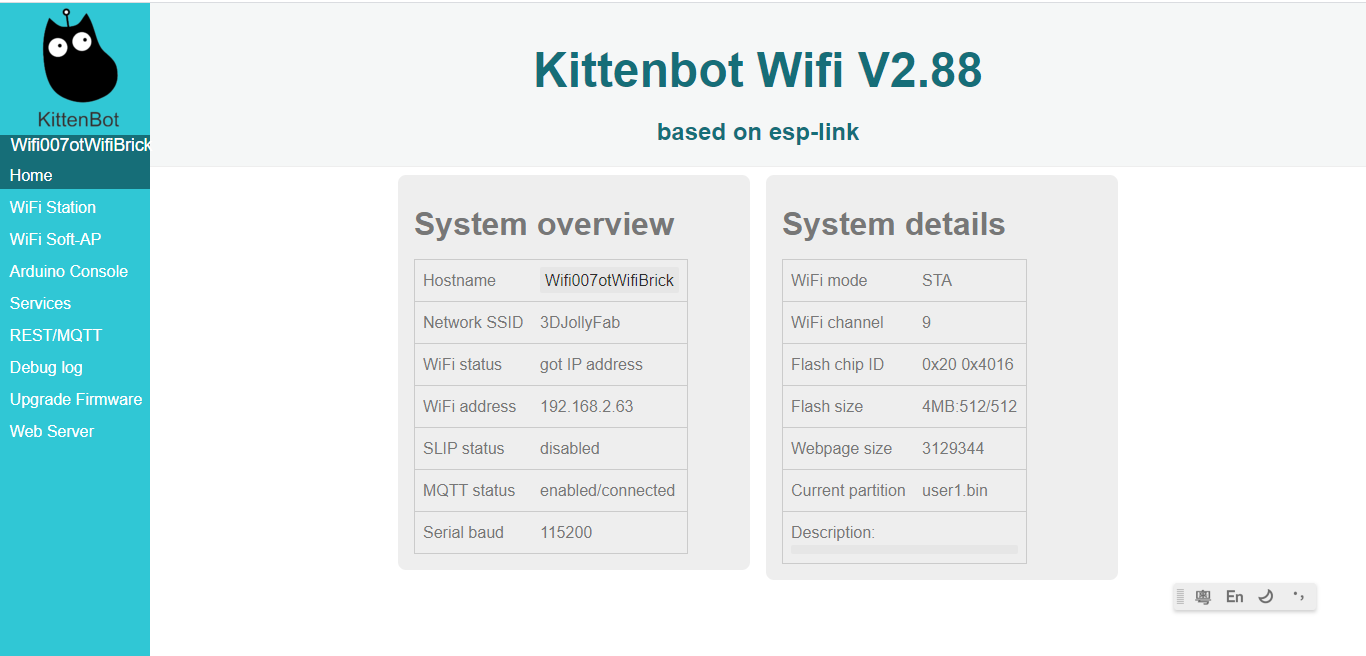 KittenBot
Wifi007otWifiBrick
Home
WiFi Station
WiFi Soft-AP
Arduino Console
Services
REST/MQTT
Debug log
Upgrade Firmware
Web Server
Kittenbot Wifi V2.88
based on esp-link
System overview
Hostname Wifi007otWifiBrick
Network SSID 3DJollyFab
WiFi status got IP address
WiFi address 192.168.2.63
SLIP status disabled
MQTT status enabled/connected
Serial baud 115200
System details
WiFi mode STA
WiFi channel 9
Flash chip ID 0x20 0x4016
Flash size 4MB:512/512
Webpage size 3129344
Current partition user1.bin
Description:
粤 En